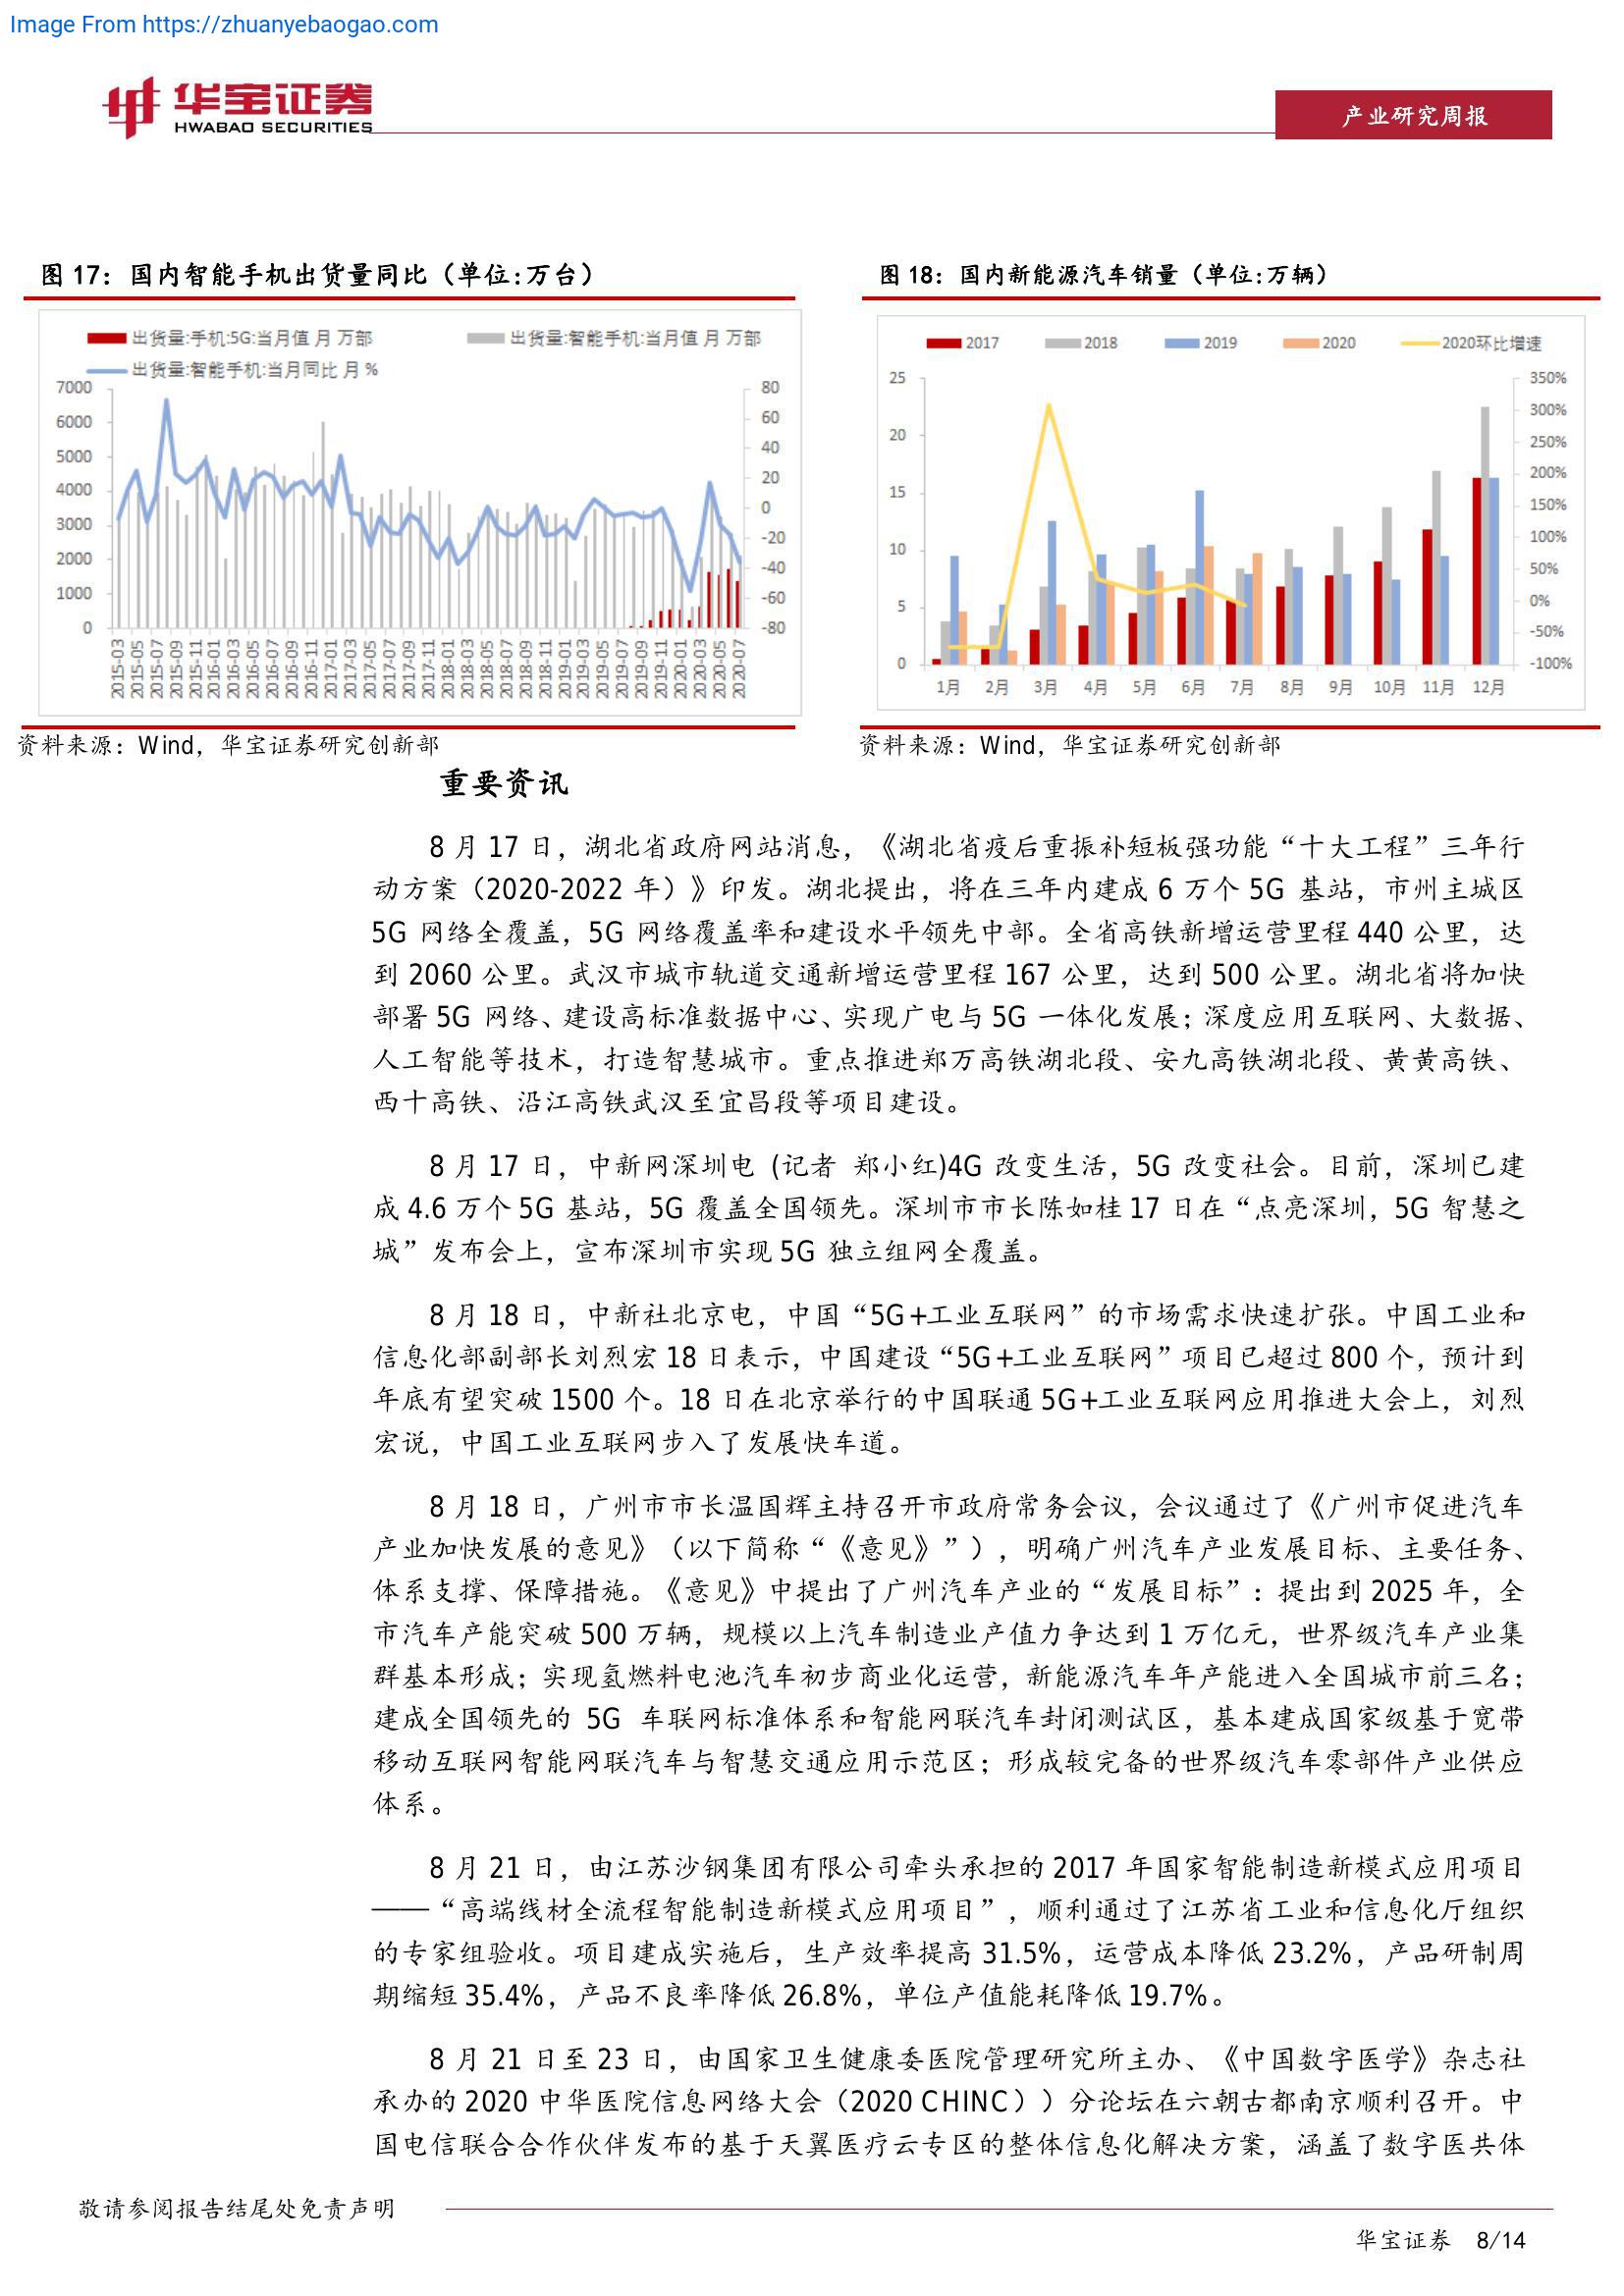 Image From https://zhuanyebaogao.com
华宝证券
HWABAO SECURITIES
产业研究周报
图 17：国内智能手机出货量同比（单位:万台）
出货量:手机:5G:当月值 月 万部
出货量:智能手机:当月值 月 万部
出货量:智能手机:当月同比 月 %
7000
6000
5000
4000
3000
2000
1000
0
80
60
40
20
0
-20
-40
-60
-80
2015-03
2015-05
2015-07
2015-09
2015-11
2016-01
2016-03
2016-05
2016-07
2016-09
2016-11
2017-01
2017-03
2017-05
2017-07
2017-09
2017-11
2018-01
2018-03
2018-05
2018-07
2018-09
2018-11
2019-01
2019-03
2019-05
2019-07
2019-09
2019-11
2020-01
2020-03
2020-05
2020-07
资料来源：Wind，华宝证券研究创新部
图 18：国内新能源汽车销量（单位:万辆）
2017 2018 2019 2020 2020环比增速
25
20
15
10
5
0
350%
300%
250%
200%
150%
100%
50%
0%
-50%
-100%
1月 2月 3月 4月 5月 6月 7月 8月 9月 10月 11月 12月
资料来源：Wind，华宝证券研究创新部
重要资讯
8 月 17 日，湖北省政府网站消息，《湖北省疫后重振补短板强功能“十大工程”三年行
动方案（2020-2022 年）》印发。湖北提出，将在三年内建成 6 万个 5G 基站，市州主城区
5G 网络全覆盖，5G 网络覆盖率和建设水平领先中部。全省高铁新增运营里程 440 公里，达
到 2060 公里。武汉市城市轨道交通新增运营里程 167 公里，达到 500 公里。湖北省将加快
部署 5G 网络、建设高标准数据中心、实现广电与 5G 一体化发展；深度应用互联网、大数据、
人工智能等技术，打造智慧城市。重点推进郑万高铁湖北段、安九高铁湖北段、黄黄高铁、
西十高铁、沿江高铁武汉至宜昌段等项目建设。
8 月 17 日，中新网深圳电 (记者 郑小红)4G 改变生活，5G 改变社会。目前，深圳已建
成 4.6 万个 5G 基站，5G 覆盖全国领先。深圳市市长陈如桂 17 日在“点亮深圳，5G 智慧之
城”发布会上，宣布深圳市实现 5G 独立组网全覆盖。
8 月 18 日，中新社北京电，中国“5G+工业互联网”的市场需求快速扩张。中国工业和
信息化部副部长刘烈宏 18 日表示，中国建设“5G+工业互联网”项目已超过 800 个，预计到
年底有望突破 1500 个。18 日在北京举行的中国联通 5G+工业互联网应用推进大会上，刘烈
宏说，中国工业互联网步入了发展快车道。
8 月 18 日，广州市市长温国辉主持召开市政府常务会议，会议通过了《广州市促进汽车
产业加快发展的意见》（以下简称“《意见》”），明确广州汽车产业发展目标、主要任务、
体系支撑、保障措施。《意见》中提出了广州汽车产业的“发展目标”：提出到 2025 年，全
市汽车产能突破 500 万辆，规模以上汽车制造业产值力争达到 1 万亿元，世界级汽车产业集
群基本形成；实现氢燃料电池汽车初步商业化运营，新能源汽车年产能进入全国城市前三名；
建成全国领先的 5G 车联网标准体系和智能网联汽车封闭测试区，基本建成国家级基于宽带
移动互联网智能网联汽车与智慧交通应用示范区；形成较完备的世界级汽车零部件产业供应
体系。
8 月 21 日，由江苏沙钢集团有限公司牵头承担的 2017 年国家智能制造新模式应用项目
——“高端线材全流程智能制造新模式应用项目”，顺利通过了江苏省工业和信息化厅组织
的专家组验收。项目建成实施后，生产效率提高 31.5%，运营成本降低 23.2%，产品研制周
期缩短 35.4%，产品不良率降低 26.8%，单位产值能耗降低 19.7%。
8 月 21 日至 23 日，由国家卫生健康委医院管理研究所主办、《中国数字医学》杂志社
承办的 2020 中华医院信息网络大会（2020 CHINC））分论坛在六朝古都南京顺利召开。中
国电信联合合作伙伴发布的基于天翼医疗云专区的整体信息化解决方案，涵盖了数字医共体
敬请参阅报告结尾处免责声明
华宝证券 8/14